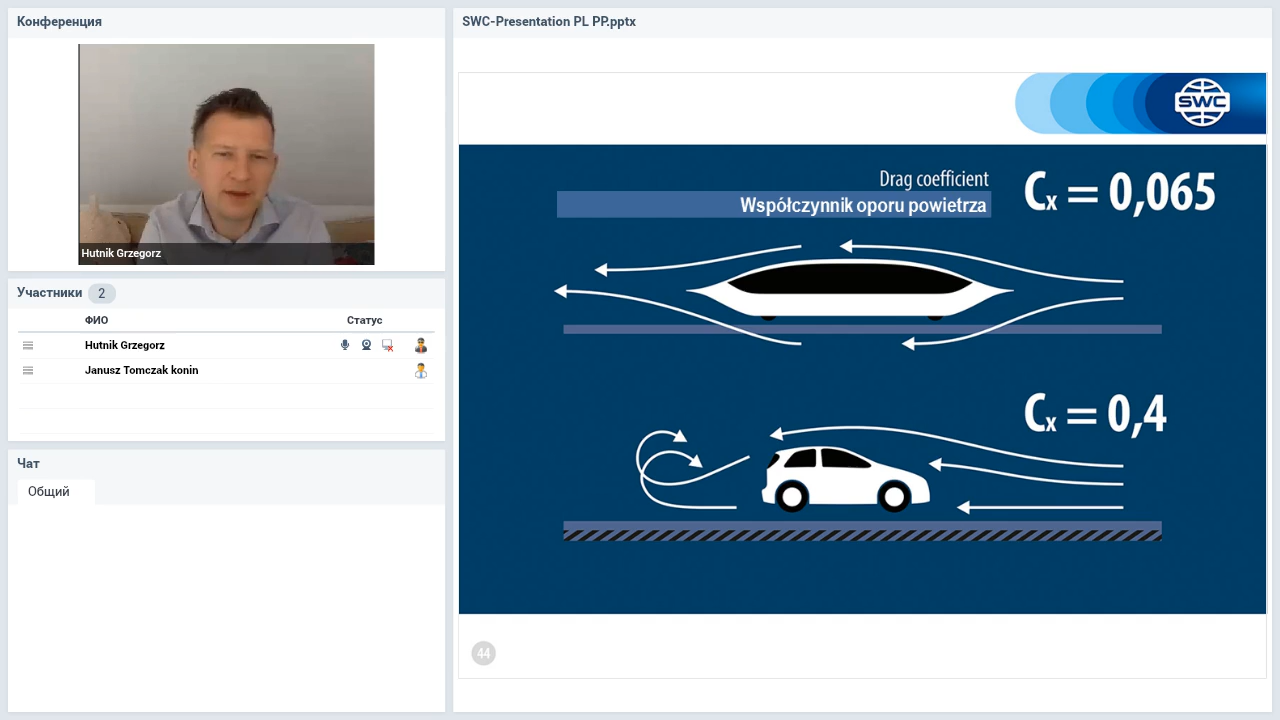 Конференция
Hutnik Grzegorz
Участники 2
ФИО Статус
Hutnik Grzegorz
Janusz Tomczak konin
Чат
Общий
SWC-Presentation PL PP.pptx
SWC
Drag coefficient
Współczynnik oporu powietrza
Cx = 0,065
Cx = 0,4
44